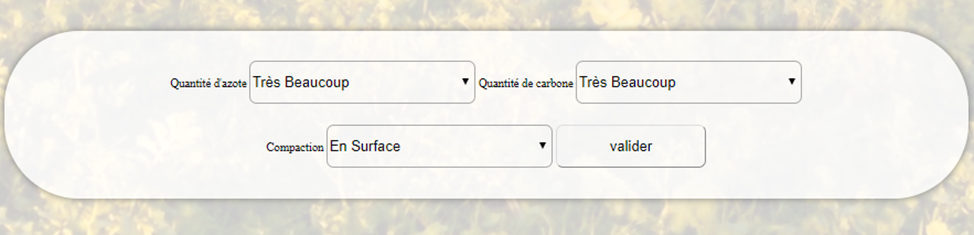 Quantité d'azote Très Beaucoup Quantité de carbone Très Beaucoup
Compaction En Surface valider